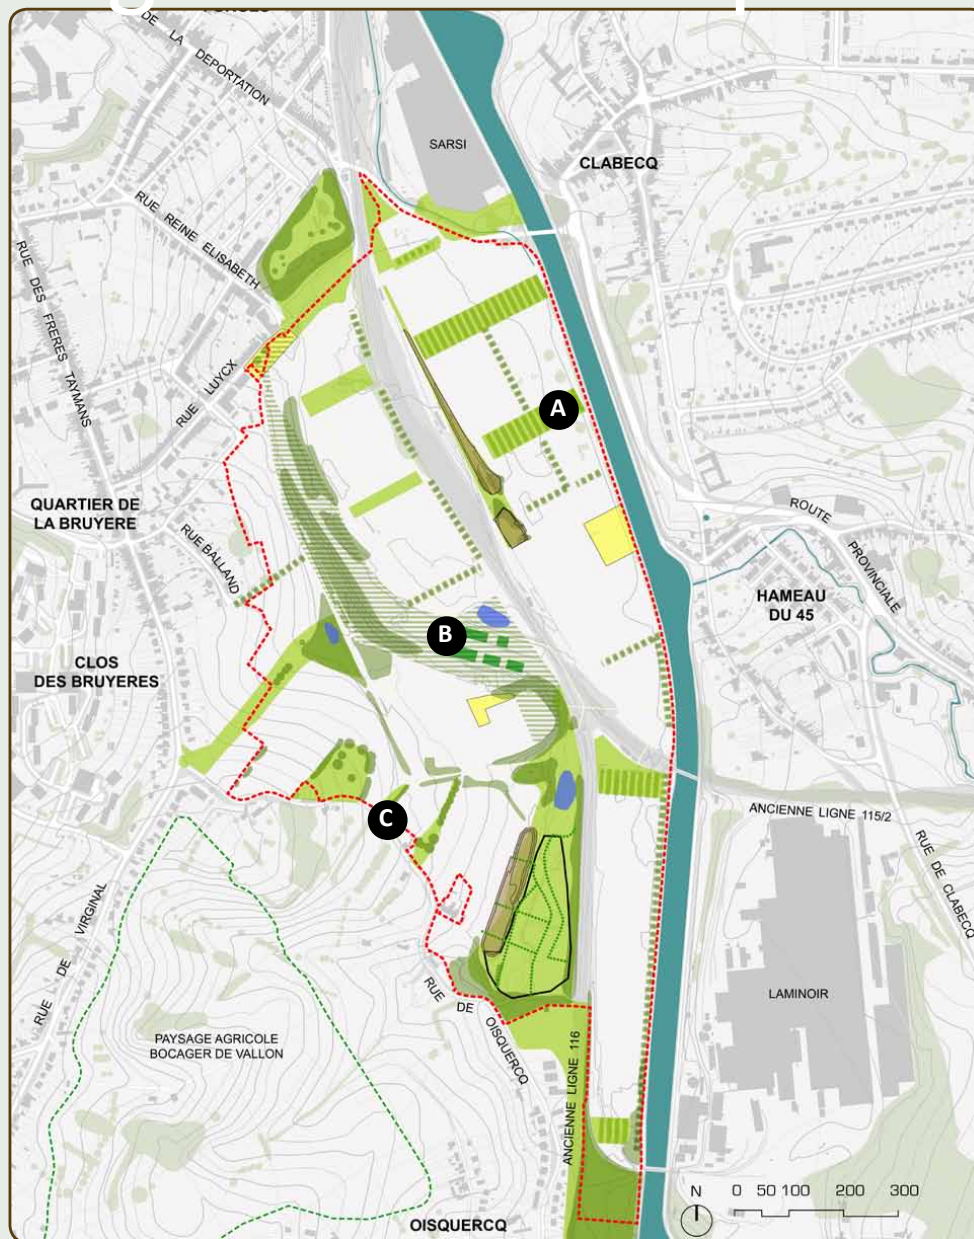 DE LA DEPORTATION
SARSI
CLABECQ
RUE REINE ELISABETH
RUE DES FRERES TAYMANS
RUE LUYCX
A
QUARTIER DE
LA BRUYERE
RUE BALLAND
ROUTE PROVINCIALE
HAMEAU
DU 45
B
CLOS
DES BRUYERES
C
ANCIENNE LIGNE 115/2
RUE DE CLABECQ
RUE DE VIRGINAL
LAMINOIR
RUE DE OISQUERCQ
PAYSAGE AGRICOLE
BOCAGER DE VALLON
ANCIENNE LIGNE 116
N 0 50 100 200 300
OISQUERCQ